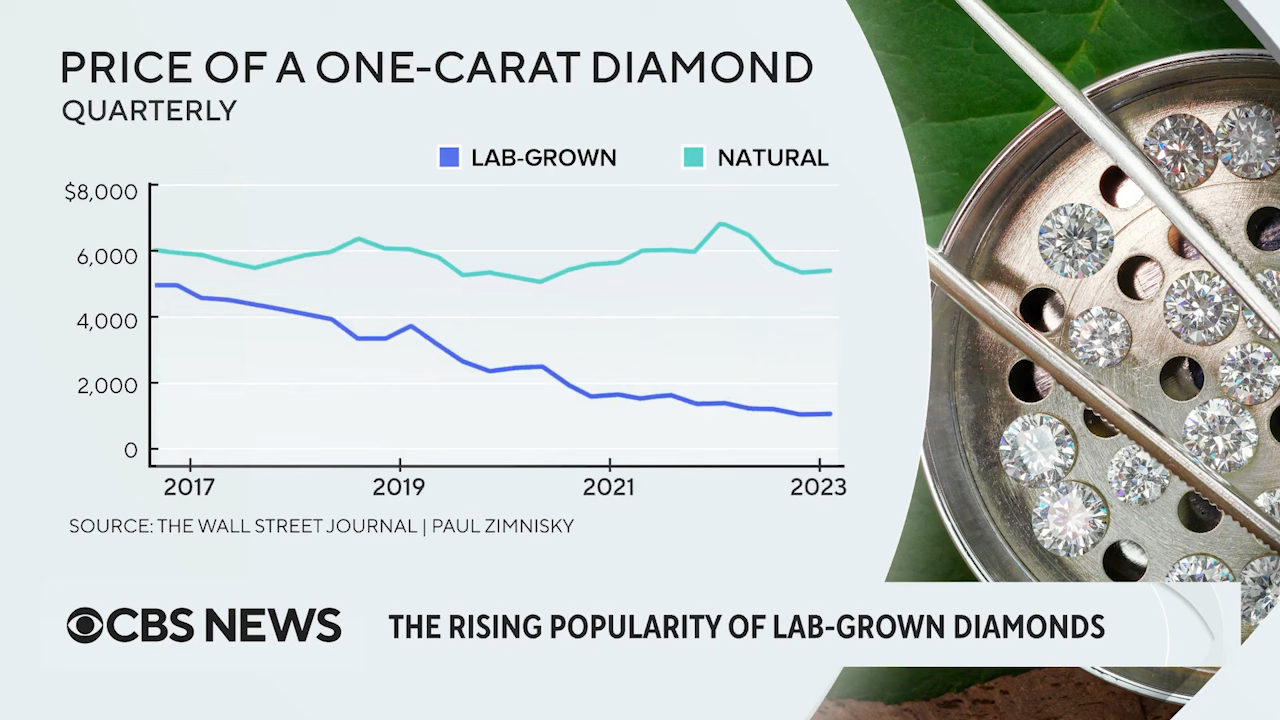 PRICE OF A ONE-CARAT DIAMOND
QUARTERLY
LAB-GROWN NATURAL
$8,000
6,000
4,000
2,000
0
2017 2019 2021 2023
SOURCE: THE WALL STREET JOURNAL | PAUL ZIMNISKY
CBS NEWS THE RISING POPULARITY OF LAB-GROWN DIAMONDS